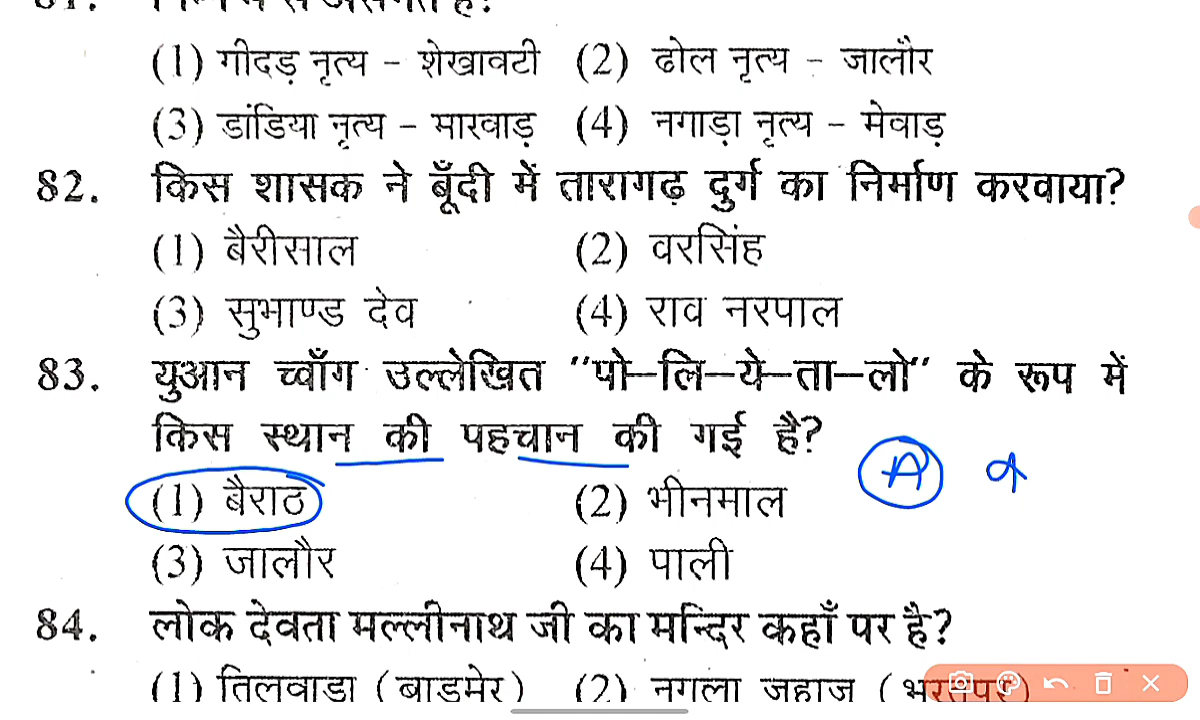 (1) गीदड़ नृत्य - शेखावटी (2) ढोल नृत्य - जालौर
(3) डांडिया नृत्य - मारवाड़ (4) नगाड़ा नृत्य - मेवाड़
82. किस शासक ने बूँदी में तारागढ़ दुर्ग का निर्माण करवाया?
(1) बैरीसाल (2) वरसिंह
(3) सुभाण्ड देव (4) राव नरपाल
83. युआन च्वाँग उल्लेखित "पो-लि-ये-ता-लो" के रूप में
किस स्थान की पहचान की गई है?
A
(1) बैराठ (2) भीनमाल
(3) जालौर (4) पाली
84. लोक देवता मल्लीनाथ जी का मन्दिर कहाँ पर है?
(1) तिलवाडा (बाडमेर) (2) नगला जहाज